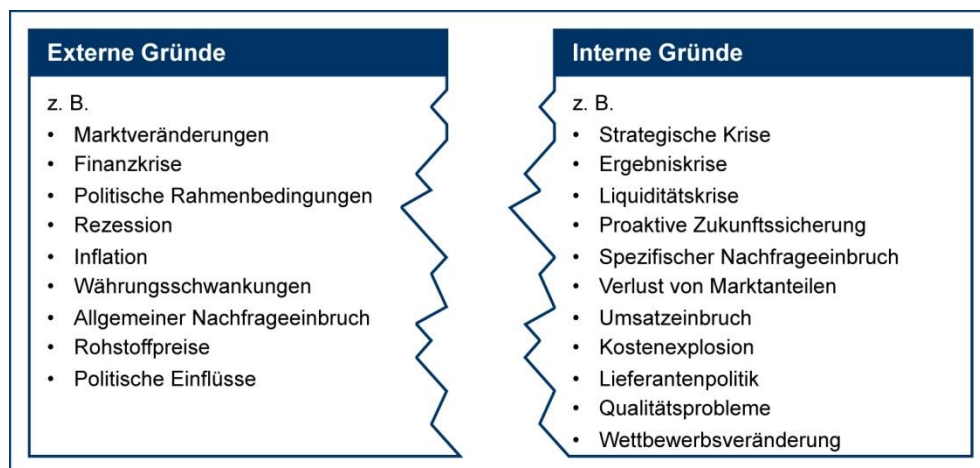 Externe Gründe
z. B.
• Marktveränderungen
• Finanzkrise
• Politische Rahmenbedingungen
• Rezession
• Inflation
• Währungsschwankungen
• Allgemeiner Nachfrageeinbruch
• Rohstoffpreise
• Politische Einflüsse
Interne Gründe
z. B.
• Strategische Krise
• Ergebniskrise
• Liquiditätskrise
• Proaktive Zukunftssicherung
• Spezifischer Nachfrageeinbruch
• Verlust von Marktanteilen
• Umsatzeinbruch
• Kostenexplosion
• Lieferantenpolitik
• Qualitätsprobleme
• Wettbewerbsveränderung